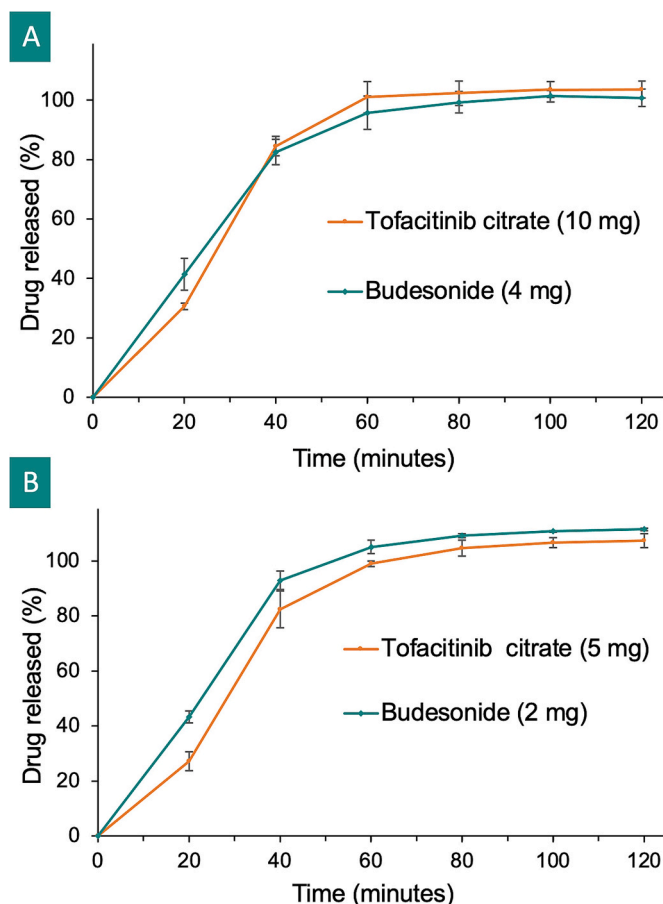 A
Drug released (%)
100
80
60
40
20
0
Tofacitinib citrate (10 mg)
Budesonide (4 mg)
0 20 40 60 80 100 120
Time (minutes)
B
Drug released (%)
100
80
60
40
20
0
Tofacitinib citrate (5 mg)
Budesonide (2 mg)
0 20 40 60 80 100 120
Time (minutes)